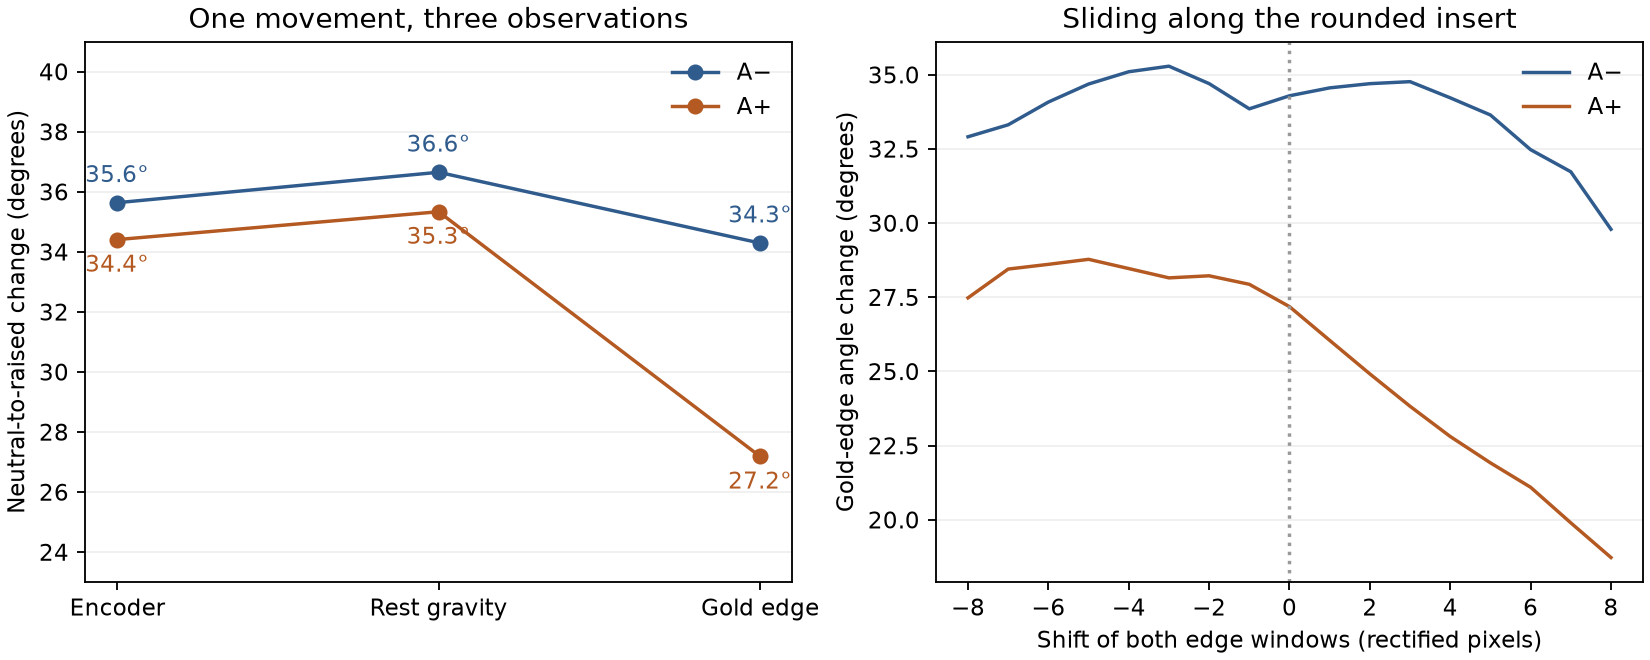 One movement, three observations
Neutral-to-raised change (degrees)
40
38
36
34
32
30
28
26
24
A−
A+
35.6°
36.6°
34.3°
34.4°
35.3°
27.2°
Encoder
Rest gravity
Gold edge
Sliding along the rounded insert
Gold-edge angle change (degrees)
35.0
32.5
30.0
27.5
25.0
22.5
20.0
A−
A+
−8
−6
−4
−2
0
2
4
6
8
Shift of both edge windows (rectified pixels)